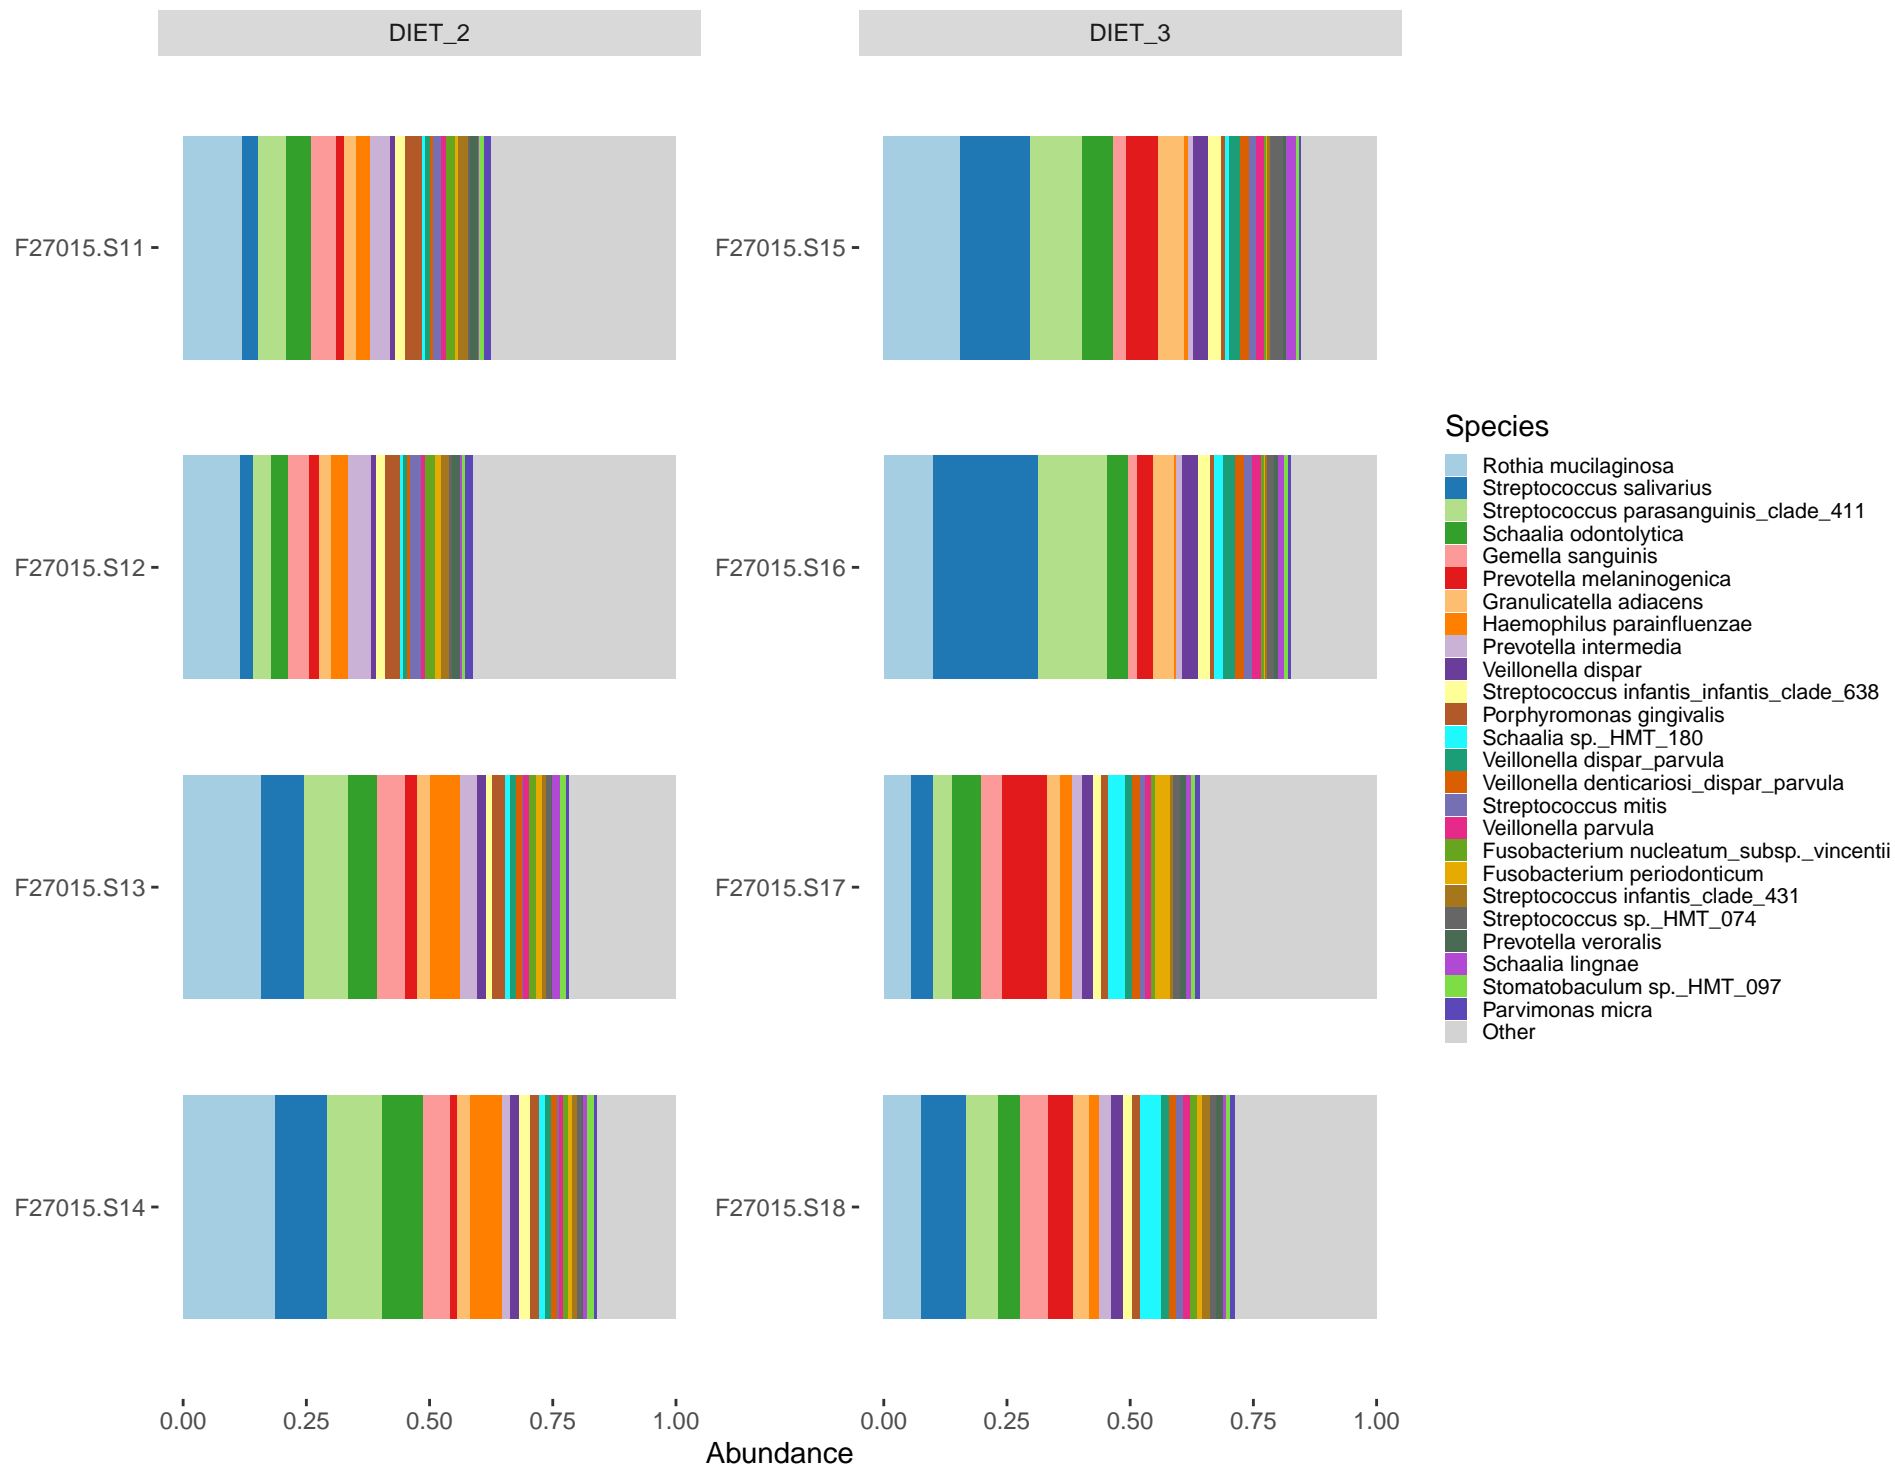 DIET_2
DIET_3
F27015.S11
F27015.S15
F27015.S12
F27015.S16
F27015.S13
F27015.S17
F27015.S14
F27015.S18
0.00 0.25 0.50 0.75 1.00
0.00 0.25 0.50 0.75 1.00
Abundance
Species
Rothia mucilaginosa
Streptococcus salivarius
Streptococcus parasanguinis_clade_411
Schaalia odontolytica
Gemella sanguinis
Prevotella melaninogenica
Granulicatella adiacens
Haemophilus parainfluenzae
Prevotella intermedia
Veillonella dispar
Streptococcus infantis_infantis_clade_638
Porphyromonas gingivalis
Schaalia sp._HMT_180
Veillonella dispar_parvula
Veillonella denticariosi_dispar_parvula
Streptococcus mitis
Veillonella parvula
Fusobacterium nucleatum_subsp._vincentii
Fusobacterium periodonticum
Streptococcus infantis_clade_431
Streptococcus sp._HMT_074
Prevotella veroralis
Schaalia lingnae
Stomatobaculum sp._HMT_097
Parvimonas micra
Other